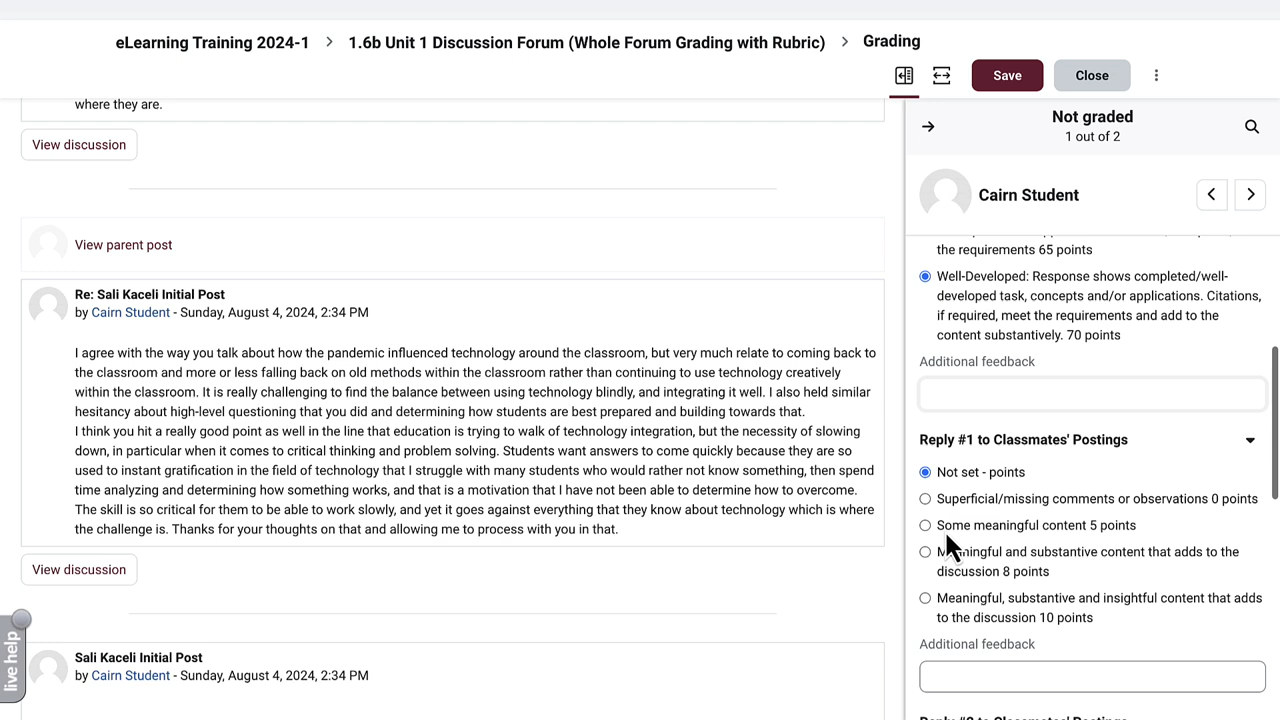 eLearning Training 2024-1 > 1.6b Unit 1 Discussion Forum (Whole Forum Grading with Rubric) > Grading
Save
Close
where they are.
View discussion
View parent post
Re: Sali Kaceli Initial Post
by Cairn Student - Sunday, August 4, 2024, 2:34 PM
I agree with the way you talk about how the pandemic influenced technology around the classroom, but very much relate to coming back to
the classroom and more or less falling back on old methods within the classroom rather than continuing to use technology creatively
within the classroom. It is really challenging to find the balance between using technology blindly, and integrating it well. I also held similar
hesitancy about high-level questioning that you did and determining how students are best prepared and building towards that.
I think you hit a really good point as well in the line that education is trying to walk of technology integration, but the necessity of slowing
down, in particular when it comes to critical thinking and problem solving. Students want answers to come quickly because they are so
used to instant gratification in the field of technology that I struggle with many students who would rather not know something, then spend
time analyzing and determining how something works, and that is a motivation that I have not been able to determine how to overcome.
The skill is so critical for them to be able to work slowly, and yet it goes against everything that they know about technology which is where
the challenge is. Thanks for your thoughts on that and allowing me to process with you in that.
View discussion
Sali Kaceli Initial Post
by Cairn Student - Sunday, August 4, 2024, 2:34 PM
live help
Not graded
1 out of 2
Cairn Student
the requirements 65 points
Well-Developed: Response shows completed/well-
developed task, concepts and/or applications. Citations,
if required, meet the requirements and add to the
content substantively. 70 points
Additional feedback
Reply #1 to Classmates' Postings
Not set - points
Superficial/missing comments or observations 0 points
Some meaningful content 5 points
and substantive content that adds to the
discussion 8 points
Meaningful, substantive and insightful content that adds
to the discussion 10 points
Additional feedback
Reply #2 to Classmates' Postings